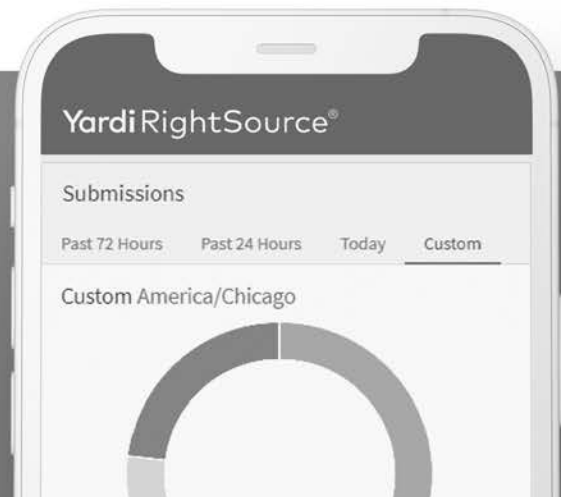 Yardi RightSource®
Submissions
Past 72 Hours Past 24 Hours Today Custom
Custom America/Chicago